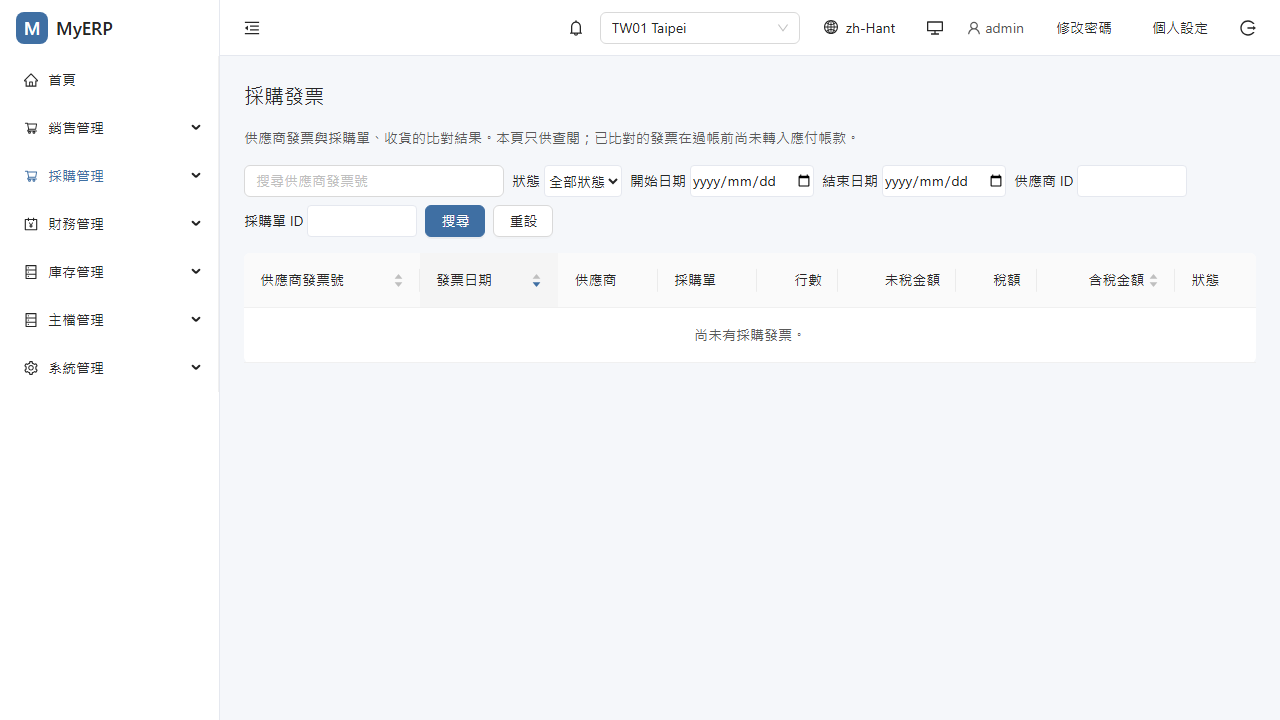 M MyERP
TW01 Taipei
zh-Hant
admin
修改密碼
個人設定
首頁
銷售管理
採購管理
財務管理
庫存管理
主檔管理
系統管理
採購發票
供應商發票與採購單、收貨的比對結果。本頁只供查閱；已比對的發票在過帳前尚未轉入應付帳款。
搜尋供應商發票號 狀態 全部狀態 開始日期 yyyy/mm/dd 結束日期 yyyy/mm/dd 供應商 ID
採購單 ID 搜尋 重設
供應商發票號 發票日期 供應商 採購單 行數 未稅金額 稅額 含稅金額 狀態
尚未有採購發票。